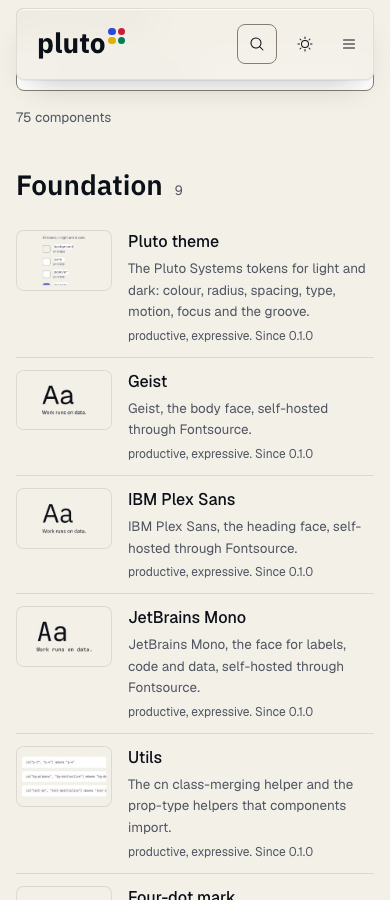 pluto
75 components
Foundation 9
Pluto theme
The Pluto Systems tokens for light and
dark: colour, radius, spacing, type,
motion, focus and the groove.
productive, expressive. Since 0.1.0
Aa
Work runs on data.
Geist
Geist, the body face, self-hosted
through Fontsource.
productive, expressive. Since 0.1.0
Aa
Work runs on data.
IBM Plex Sans
IBM Plex Sans, the heading face, self-
hosted through Fontsource.
productive, expressive. Since 0.1.0
Aa
Work runs on data.
JetBrains Mono
JetBrains Mono, the face for labels,
code and data, self-hosted through
Fontsource.
productive, expressive. Since 0.1.0
Utils
The cn class-merging helper and the
prop-type helpers that components
import.
productive, expressive. Since 0.1.0
Four-dot mark